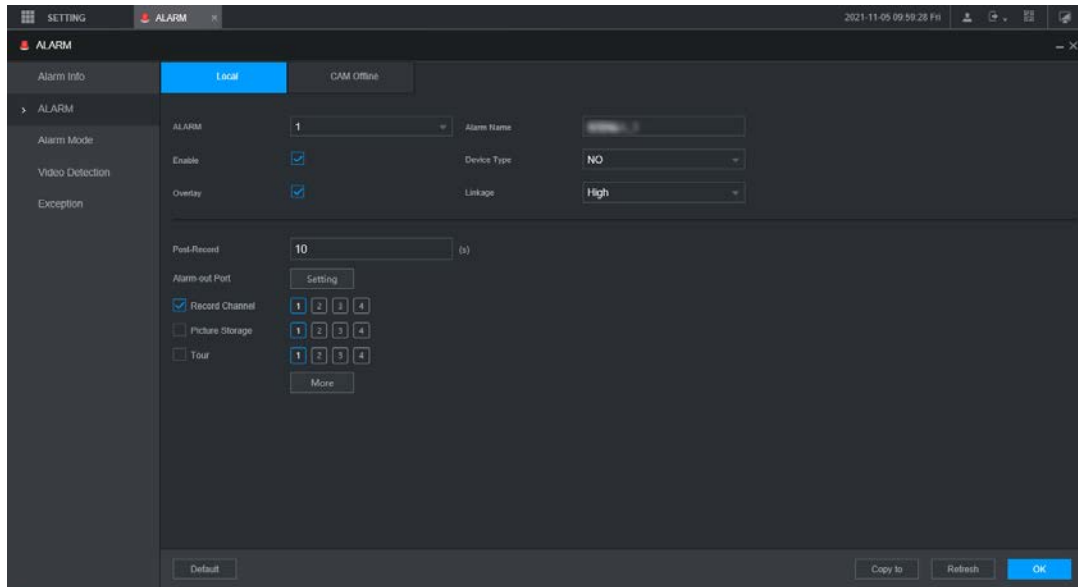 SETTING ALARM × 2021-11-05 09:59:28 Fri
ALARM
Alarm Info Local CAM Offline
ALARM
ALARM 1 Alarm Name
Alarm Mode
Enable Device Type NO
Video Detection
Overlay Linkage High
Exception
Post-Record 10 (s)
Alarm-out Port Setting
Record Channel 1 2 3 4
Picture Storage 1 2 3 4
Tour 1 2 3 4
More
Default Copy to Refresh OK